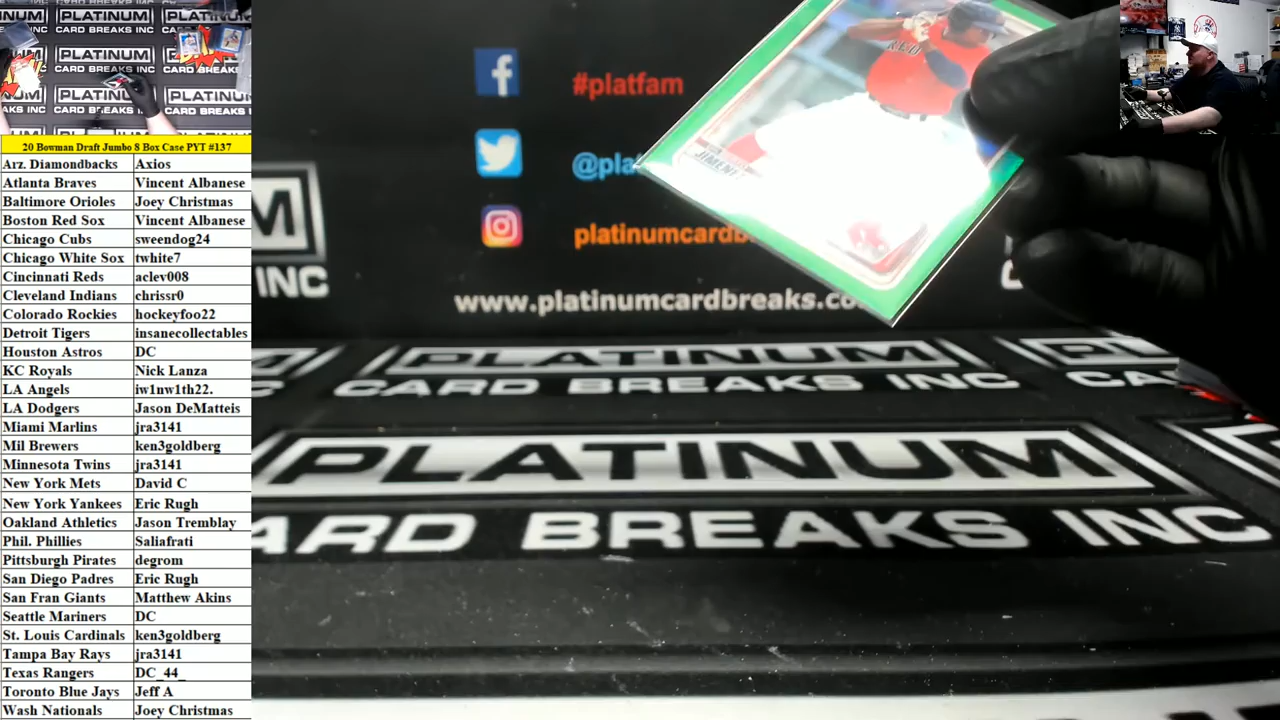 PLATINUM
CARD BREAKS INC
20 Bowman Draft Jumbo 8 Box Case PYT #137
Arz. Diamondbacks Axios
Atlanta Braves Vincent Albanese
Baltimore Orioles Joey Christmas
Boston Red Sox Vincent Albanese
Chicago Cubs sweendog24
Chicago White Sox twhite7
Cincinnati Reds aclev008
Cleveland Indians chrissr0
Colorado Rockies hockeyfoo22
Detroit Tigers insanecollectables
Houston Astros DC
KC Royals Nick Lanza
LA Angels iw1nw1th22.
LA Dodgers Jason DeMatteis
Miami Marlins jra3141
Mil Brewers ken3goldberg
Minnesota Twins jra3141
New York Mets David C
New York Yankees Eric Rugh
Oakland Athletics Jason Tremblay
Phil. Phillies Saliafrati
Pittsburgh Pirates degrom
San Diego Padres Eric Rugh
San Fran Giants Matthew Akins
Seattle Mariners DC
St. Louis Cardinals ken3goldberg
Tampa Bay Rays jra3141
Texas Rangers DC_44_
Toronto Blue Jays Jeff A
Wash Nationals Joey Christmas
#platfam
@pla
platinumcardb
www.platinumcardbreaks.co
M
INC
JIMEN
PLATINUM
CARD BREAKS INC
PLATINUM
ARD BREAKS INC